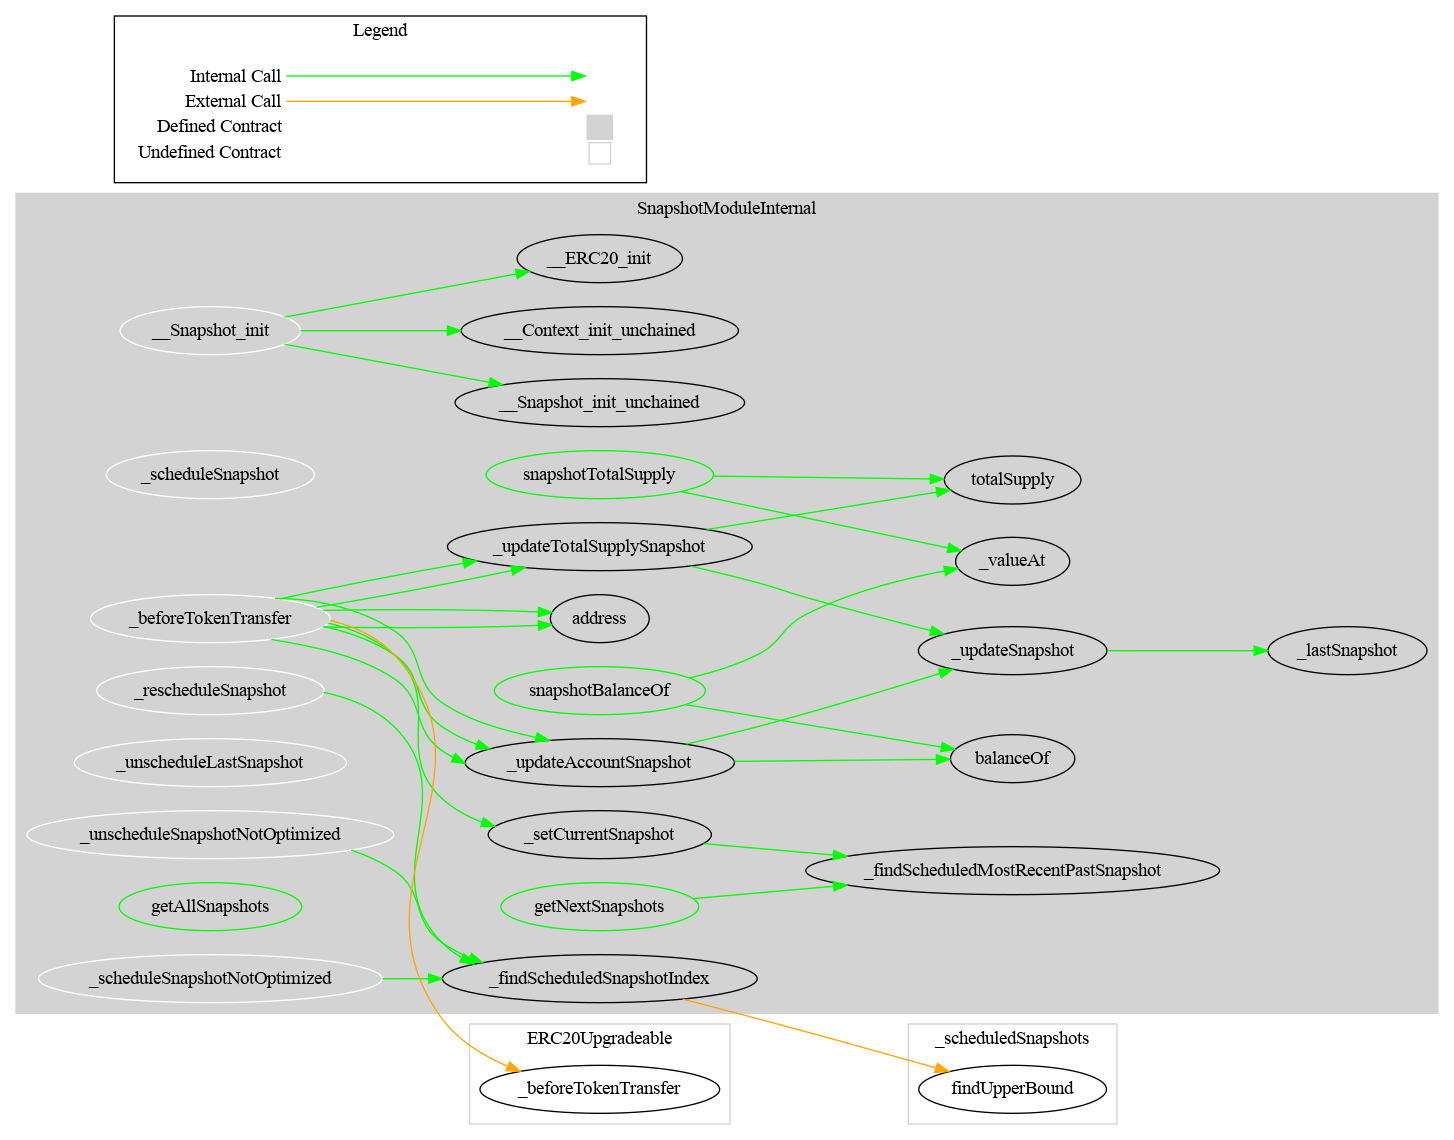 Legend
Internal Call
External Call
Defined Contract
Undefined Contract
SnapshotModuleInternal
__ERC20_init
__Snapshot_init
__Context_init_unchained
__Snapshot_init_unchained
_scheduleSnapshot
snapshotTotalSupply
totalSupply
_updateTotalSupplySnapshot
_valueAt
_beforeTokenTransfer
address
_updateSnapshot
_lastSnapshot
_rescheduleSnapshot
snapshotBalanceOf
_unscheduleLastSnapshot
_updateAccountSnapshot
balanceOf
_unscheduleSnapshotNotOptimized
_setCurrentSnapshot
_findScheduledMostRecentPastSnapshot
getAllSnapshots
getNextSnapshots
_scheduleSnapshotNotOptimized
_findScheduledSnapshotIndex
ERC20Upgradeable
_scheduledSnapshots
_beforeTokenTransfer
findUpperBound